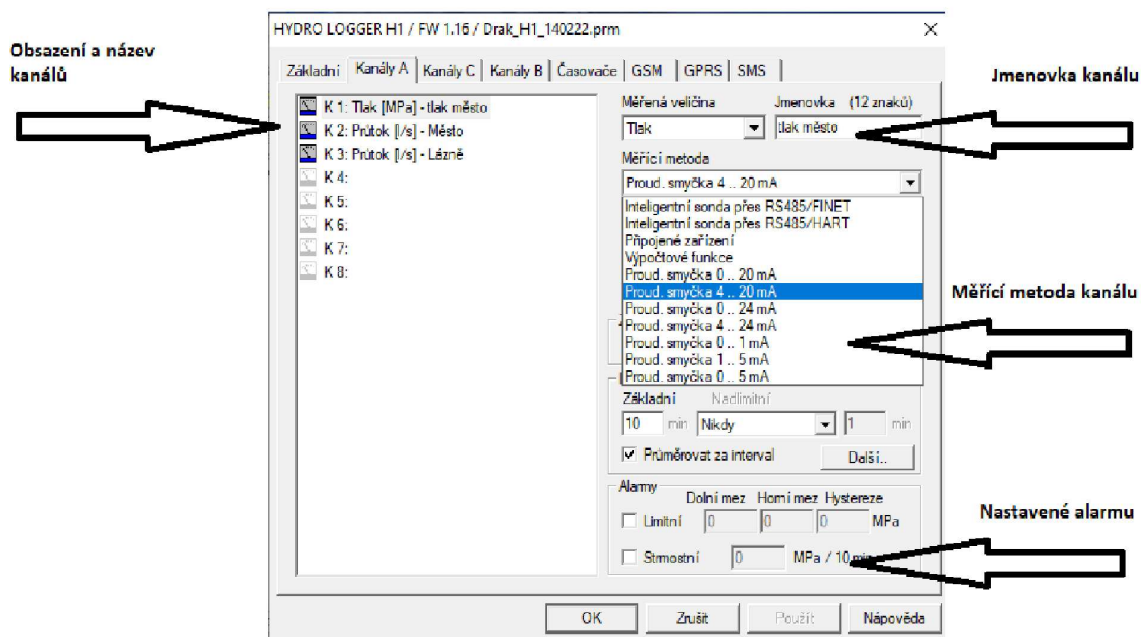 HYDRO LOGGER H1 / FW 1.16 / Drak_H1_140222.prm
Obsazení a název
kanálů
Základní Kanály A Kanály C Kanály B Časovače GSM GPRS SMS
K 1: Tlak [MPa] - tlak město
K 2: Průtok [l/s] - Město
K 3: Průtok [l/s] - Lázně
K 4:
K 5:
K 6:
K 7:
K 8:
Měřená veličina Jmenovka (12 znaků)
Tlak tlak město
Jmenovka kanálu
Měřící metoda
Proud. smyčka 4 .. 20 mA
Inteligentní sonda přes RS485/FINET
Inteligentní sonda přes RS485/HART
Připojené zařízení
Výpočtové funkce
Proud. smyčka 0 .. 20 mA
Proud. smyčka 4 .. 20 mA
Proud. smyčka 0 .. 24 mA
Proud. smyčka 4 .. 24 mA
Proud. smyčka 0 .. 1 mA
Proud. smyčka 1 .. 5 mA
Proud. smyčka 0 .. 5 mA
Měřící metoda kanálu
Základní Nadlimitní
10 min Nikdy 1 min
Průměrovat za interval Další..
Alarmy
Dolní mez Horní mez Hystereze
Limitní 0 0 0 MPa
Strmostní 0 MPa / 10 min
Nastavené alarmu
OK Zrušit Použít Nápověda